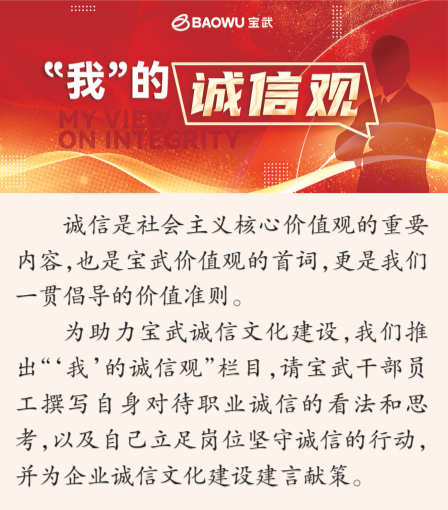 BAOWU 宝武
“我”的
诚信观
MY VIEW
ON INTEGRITY
诚信是社会主义核心价值观的重要
内容,也是宝武价值观的首词,更是我们
一贯倡导的价值准则。
为助力宝武诚信文化建设,我们推
出“‘我’的诚信观”栏目,请宝武干部员
工撰写自身对待职业诚信的看法和思
考,以及自己立足岗位坚守诚信的行动,
并为企业诚信文化建设建言献策。